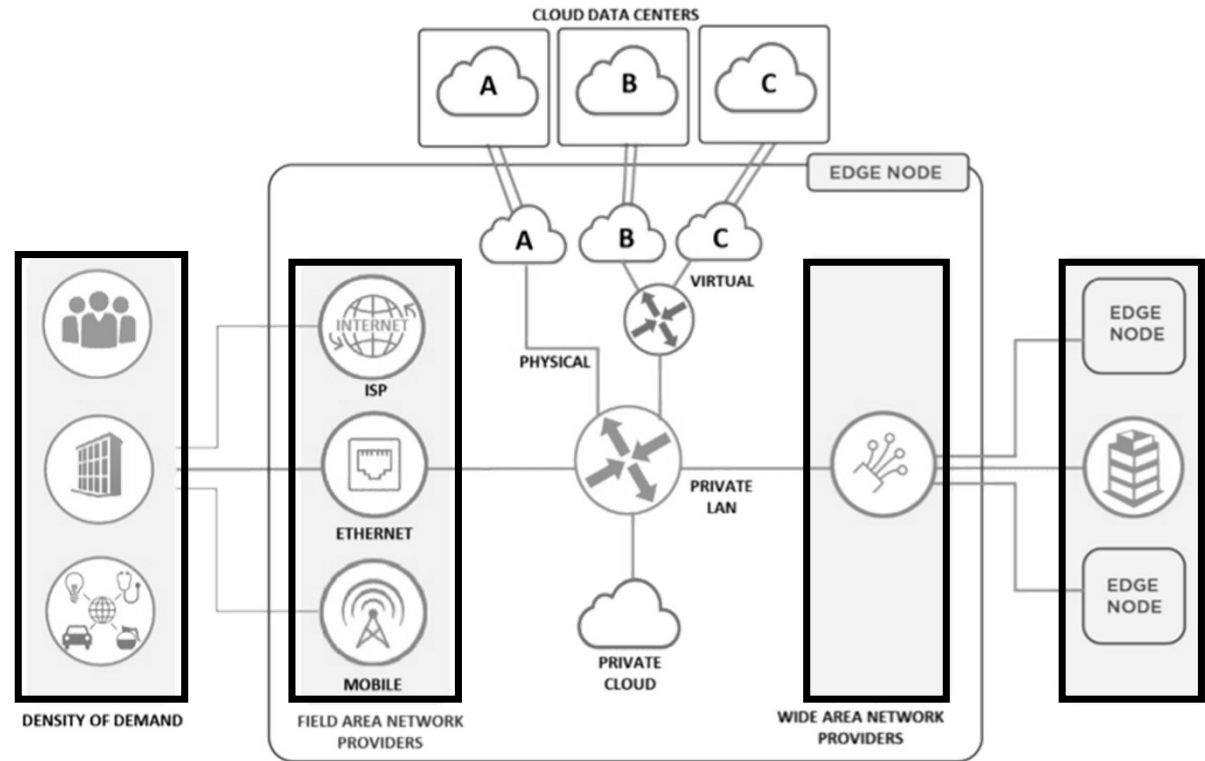 CLOUD DATA CENTERS
A
B
C
EDGE NODE
A
B
C
VIRTUAL
PHYSICAL
INTERNET
ISP
ETHERNET
MOBILE
PRIVATE
LAN
PRIVATE
CLOUD
EDGE
NODE
EDGE
NODE
DENSITY OF DEMAND
FIELD AREA NETWORK
PROVIDERS
WIDE AREA NETWORK
PROVIDERS